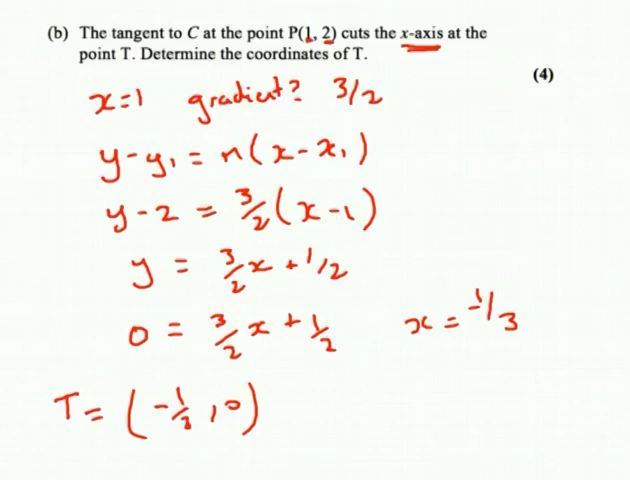 (b) The tangent to C at the point P(1, 2) cuts the x-axis at the
point T. Determine the coordinates of T.
(4)
x=1 gradient? 3/2
y-y₁ = m(x-x₁)
y-2 = 3/2(x-1)
y = 3/2x + 1/2
0 = 3/2x + 1/2 x = -1/3
T = (-1/3, 0)